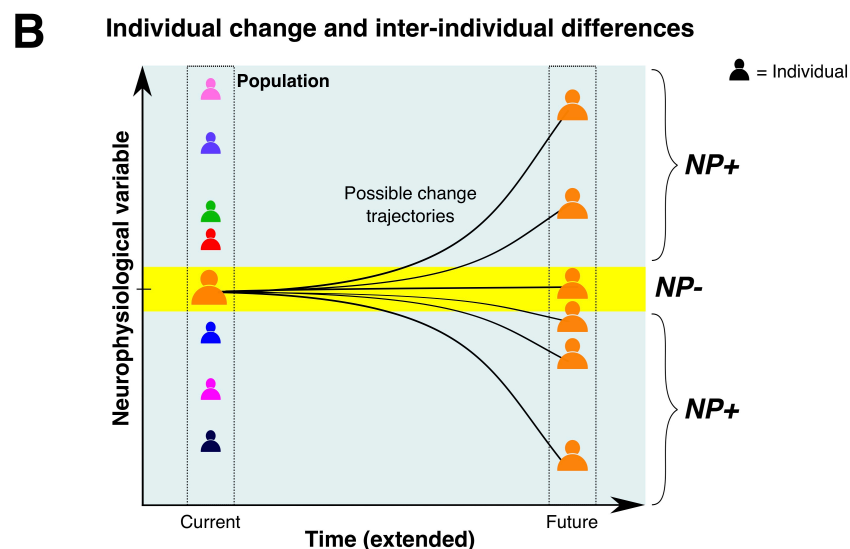 B
Individual change and inter-individual differences
Population
= Individual
Neurophysiological variable
Possible change
trajectories
NP+
NP-
NP+
Current
Future
Time (extended)